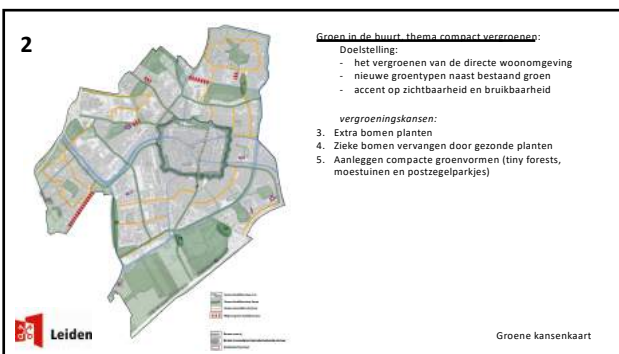 2
Groen in de buurt, thema compact vergroenen:
Doelstelling:
- het vergroenen van de directe woonomgeving
- nieuwe groentypen naast bestaand groen
- accent op zichtbaarheid en bruikbaarheid
vergroeningskansen:
3. Extra bomen planten
4. Zieke bomen vervangen door gezonde planten
5. Aanleggen compacte groenvormen (tiny forests,
moestuinen en postzegelparkjes)
Leiden
Groene kansenkaart